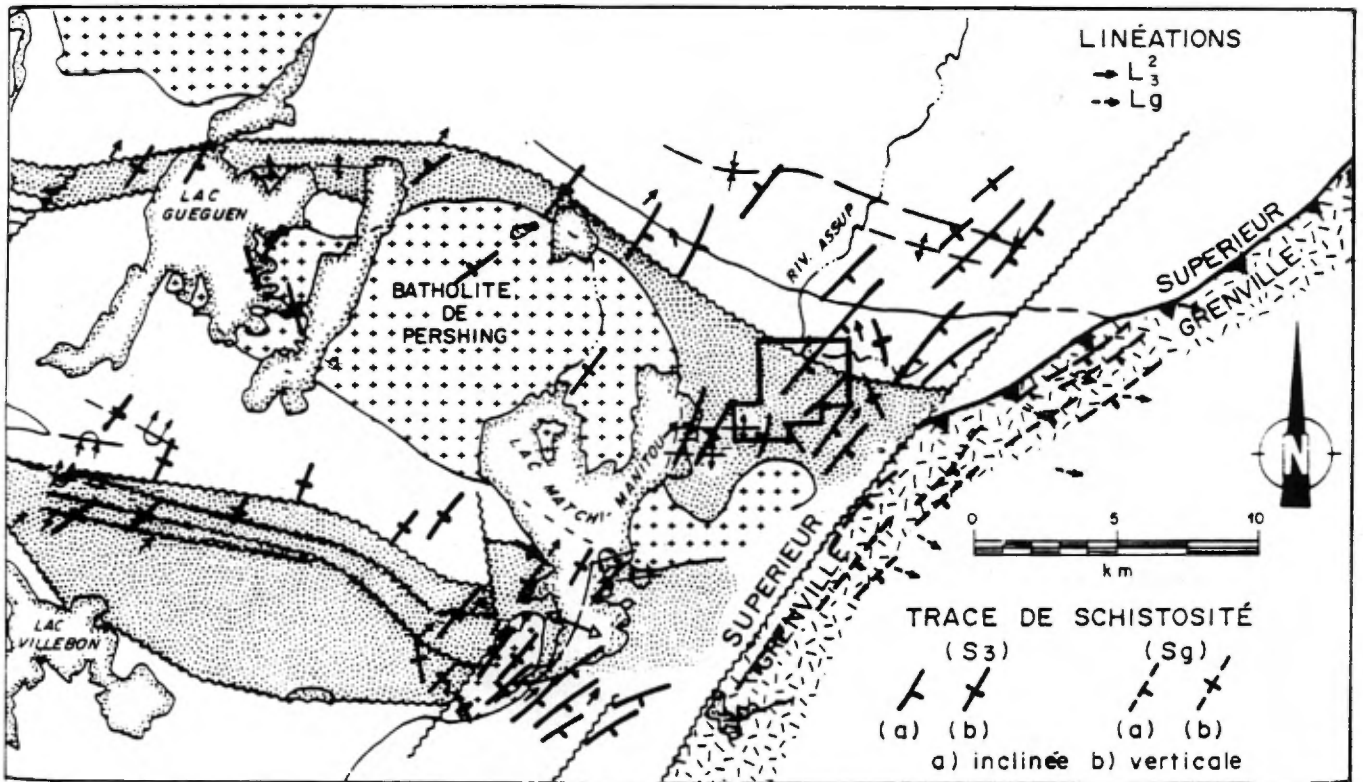 LINÉATIONS
L²₃
Lg
LAC
GUEGUEN
BATHOLITE
DE
PERSHING
RIV. ASSUP
SUPERIEUR
GRENVILLE
LAC MATCHI-MANITOU
SUPERIEUR
GRENVILLE
LAC
VILLEBON
N
0 5 10
km
TRACE DE SCHISTOSITÉ
(S3) (Sg)
(a) (b) (a) (b)
a) inclinée b) verticale